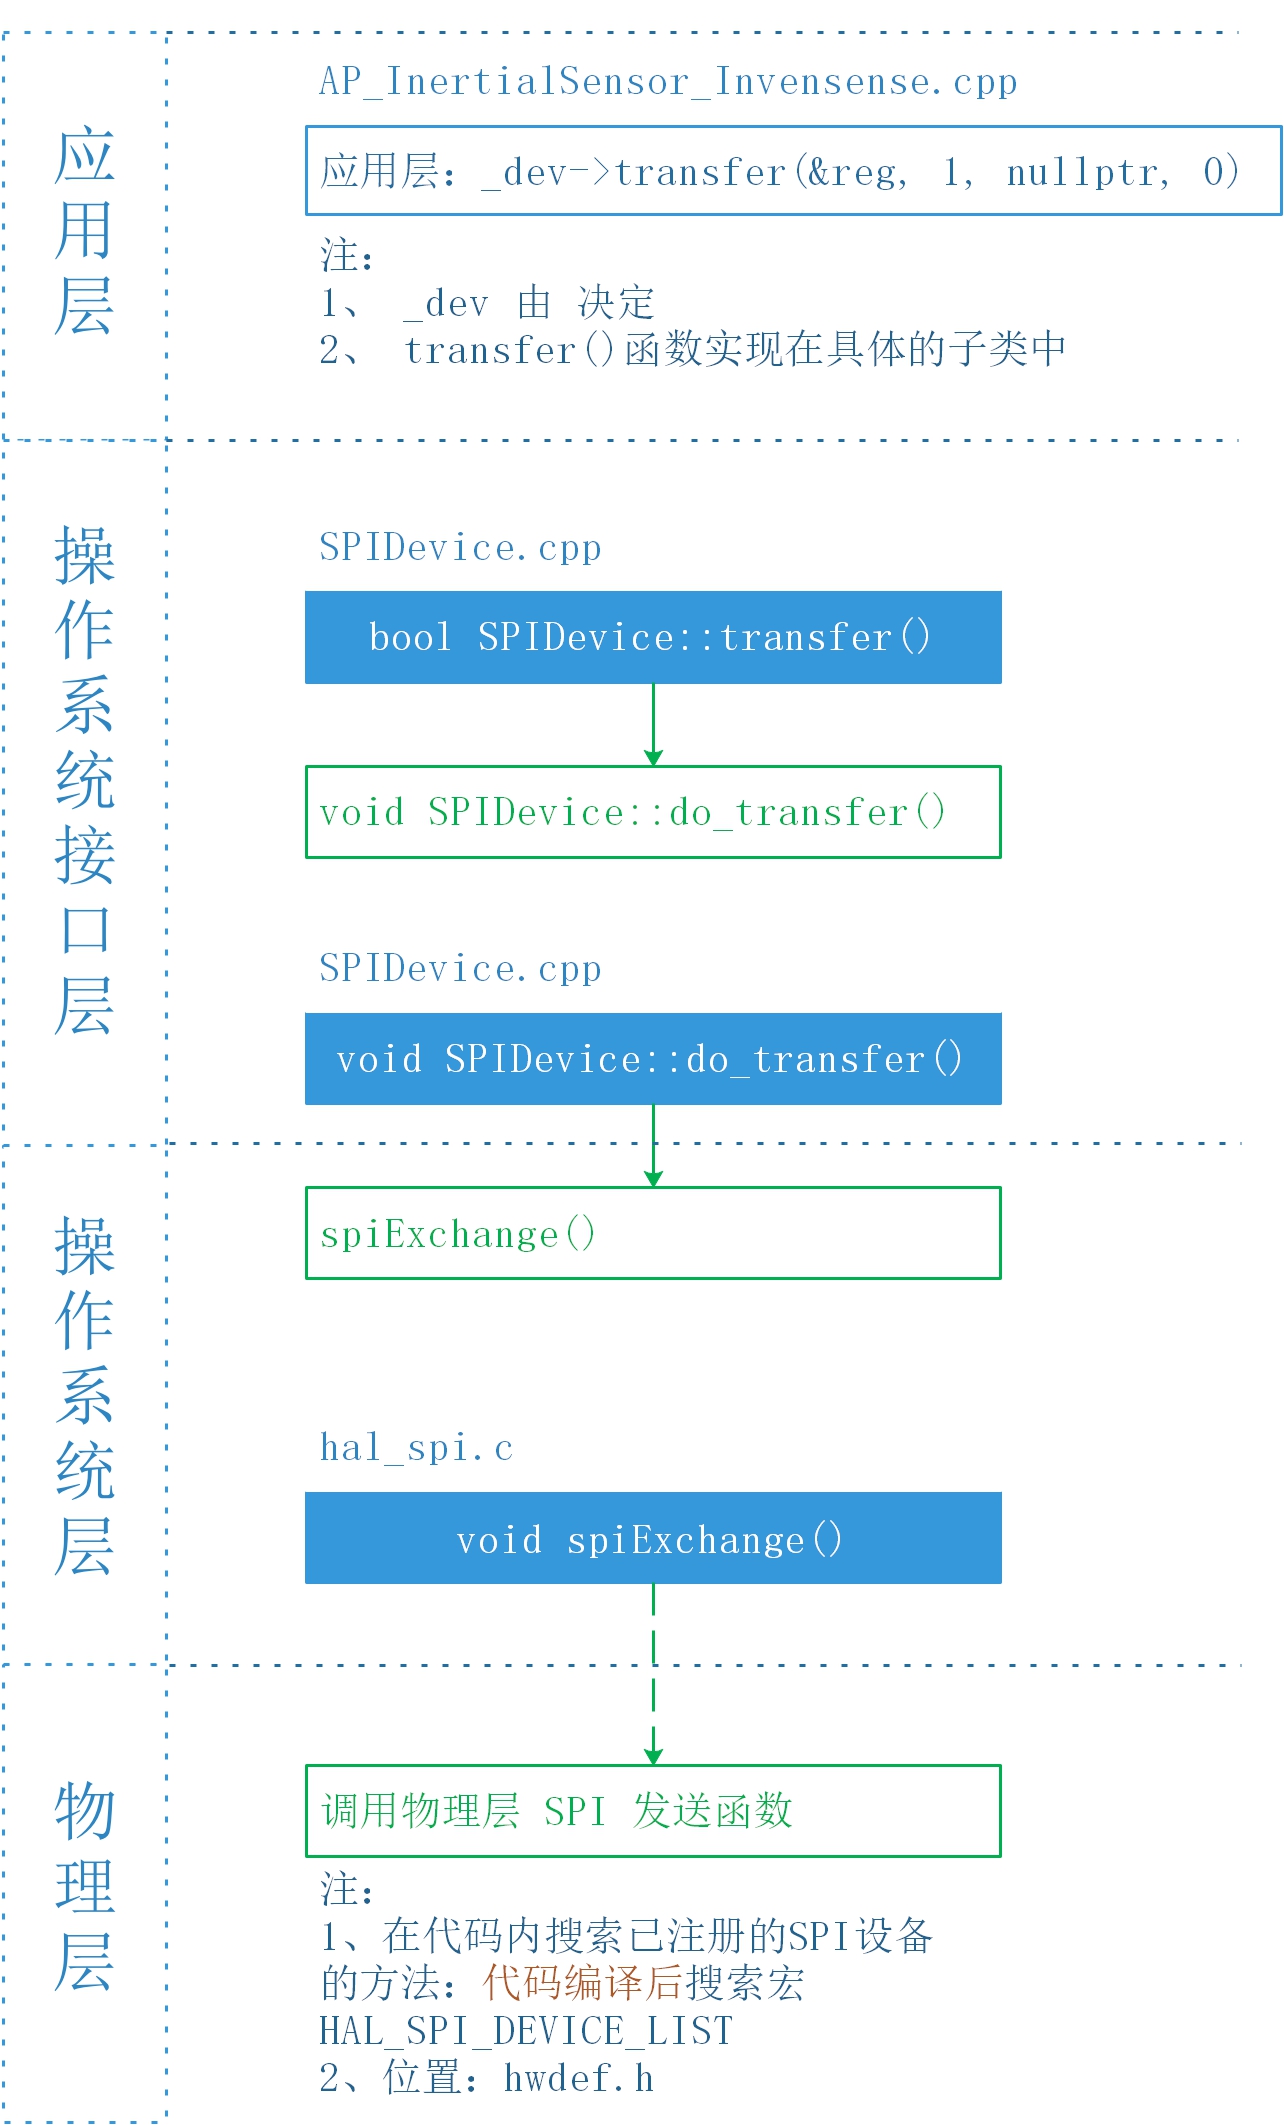 应用层
AP_InertialSensor_Invensense.cpp
应用层：_dev->transfer(&reg, 1, nullptr, 0)
注：
1、 _dev 由 决定
2、 transfer()函数实现在具体的子类中
操作系统接口层
SPIDevice.cpp
bool SPIDevice::transfer()
void SPIDevice::do_transfer()
SPIDevice.cpp
void SPIDevice::do_transfer()
操作系统层
spiExchange()
hal_spi.c
void spiExchange()
物理层
调用物理层 SPI 发送函数
注：
1、在代码内搜索已注册的SPI设备
的方法：代码编译后搜索宏
HAL_SPI_DEVICE_LIST
2、位置：hwdef.h